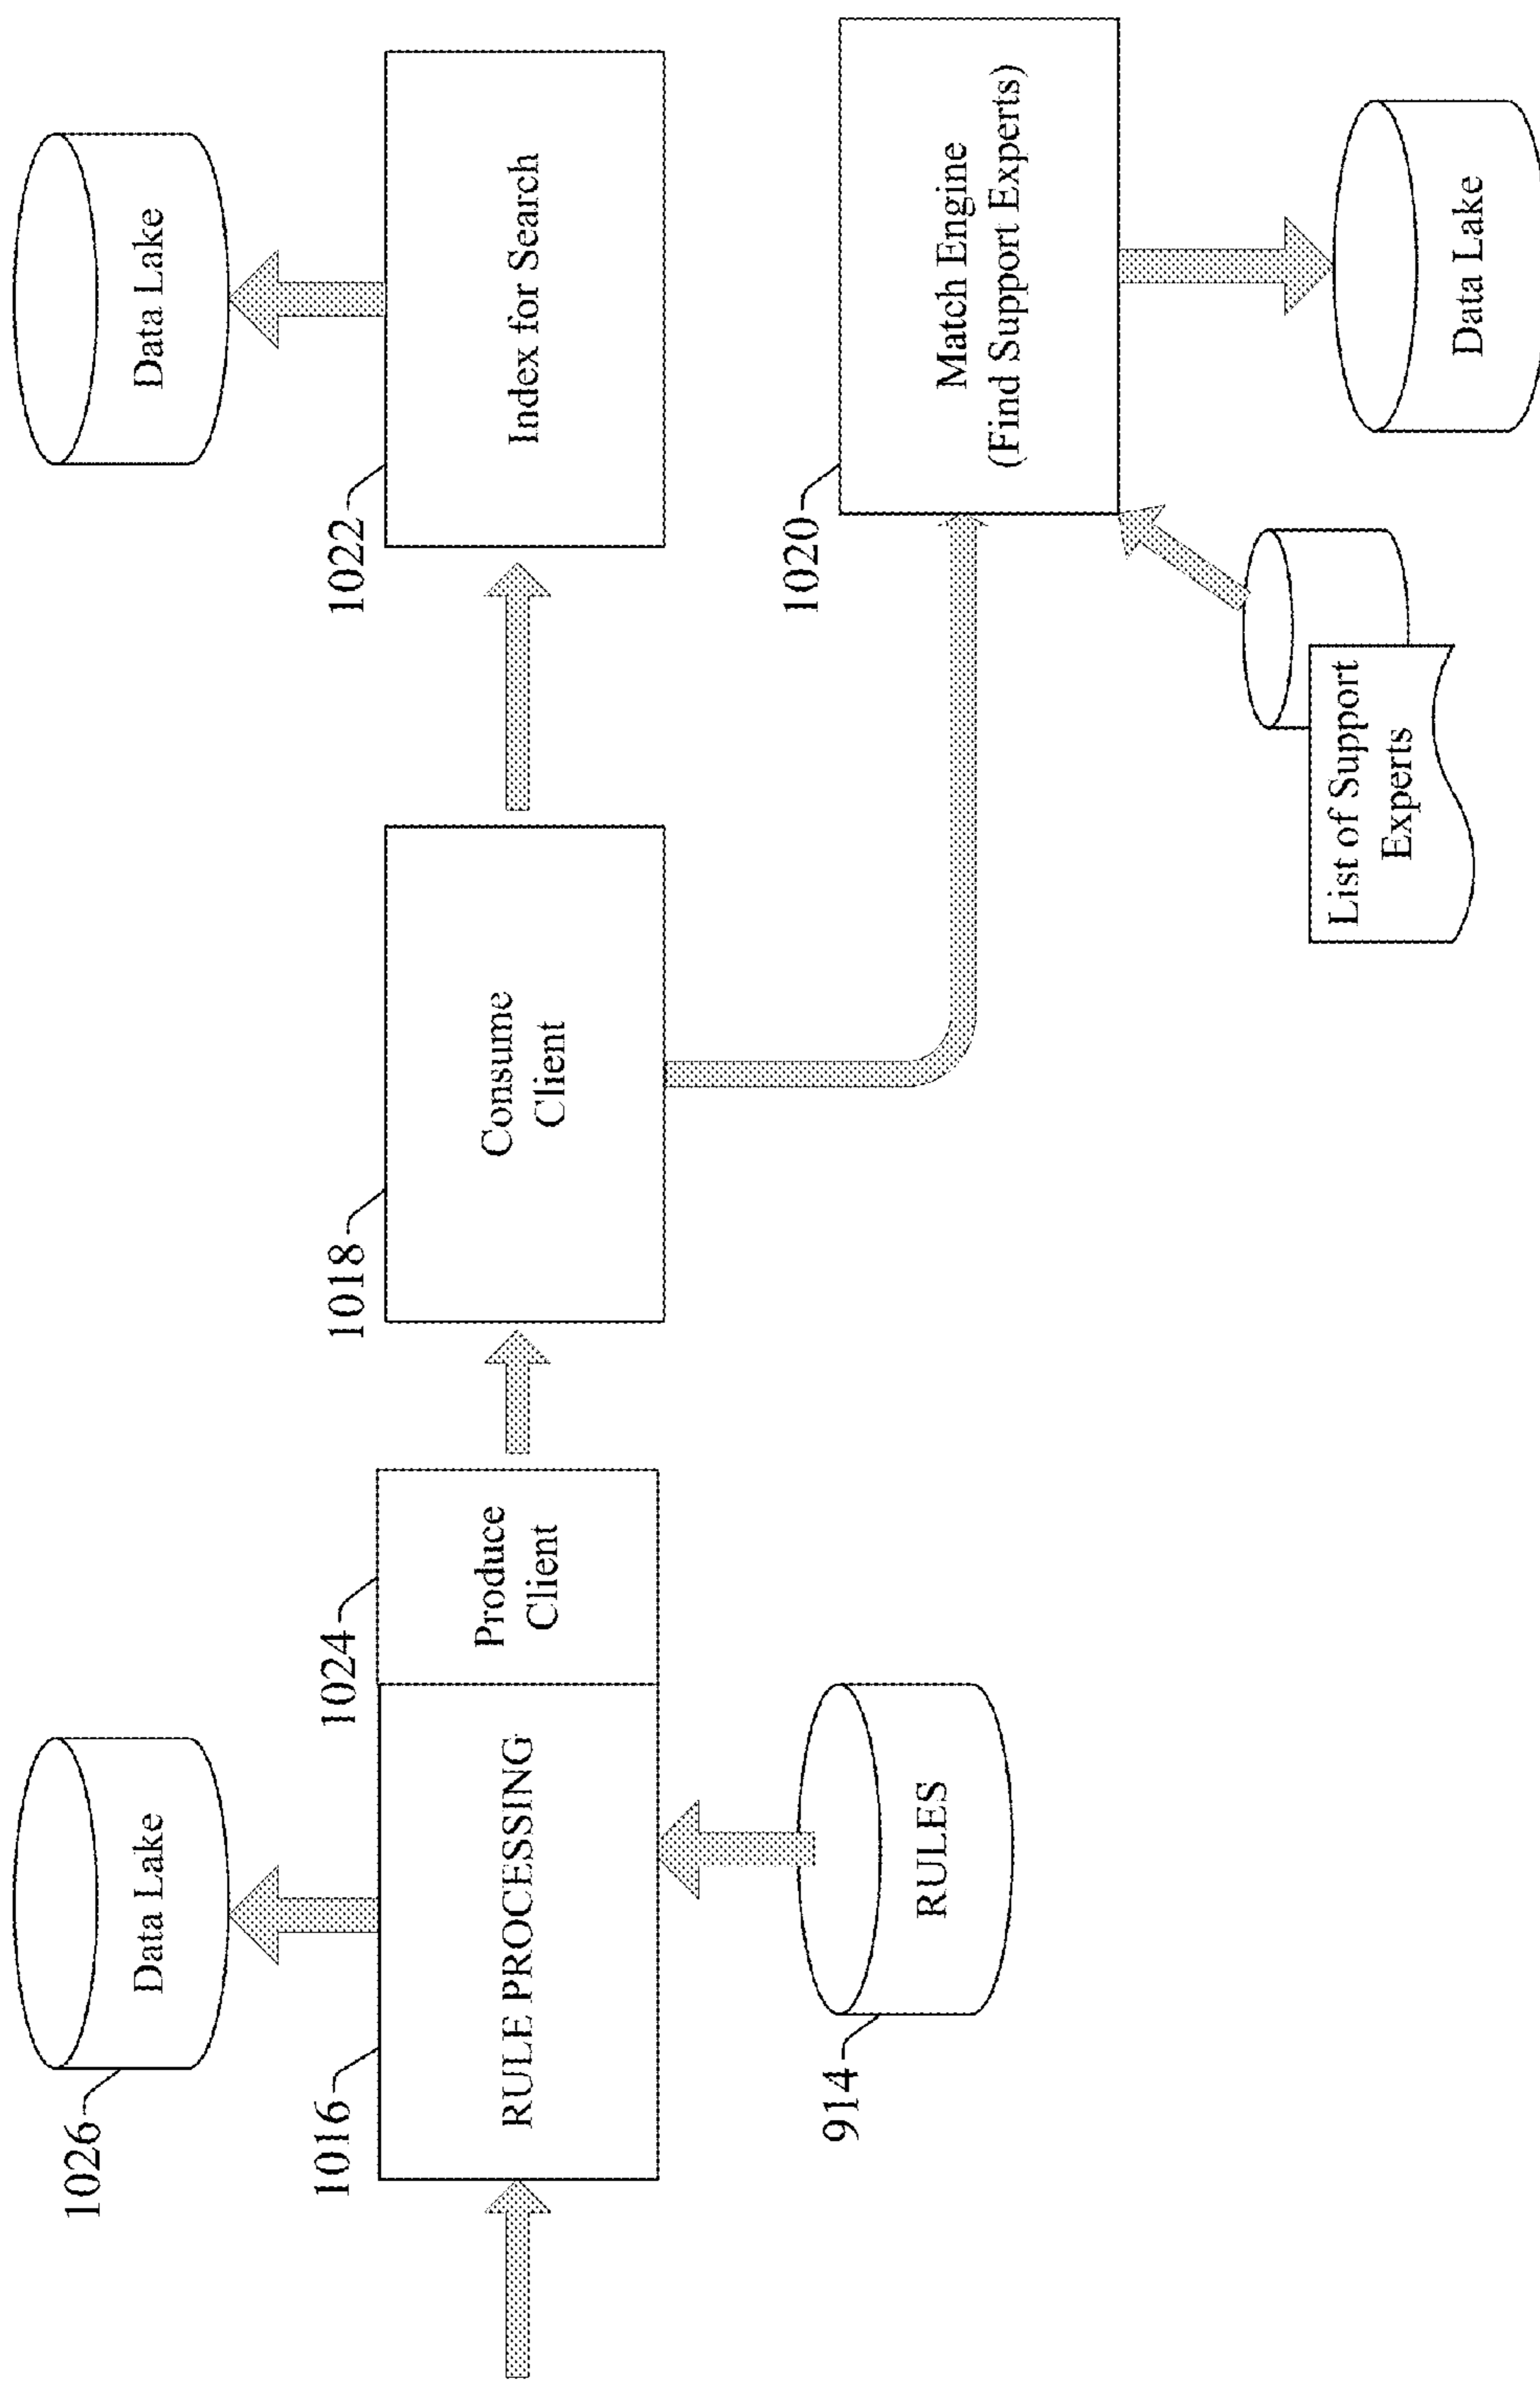 1026
Data Lake
1016
RULE PROCESSING
1024
Produce
Client
914
RULES
1018
Consume
Client
1022
Index for Search
Data Lake
1020
Match Engine
(Find Support Experts)
List of Support
Experts
Data Lake